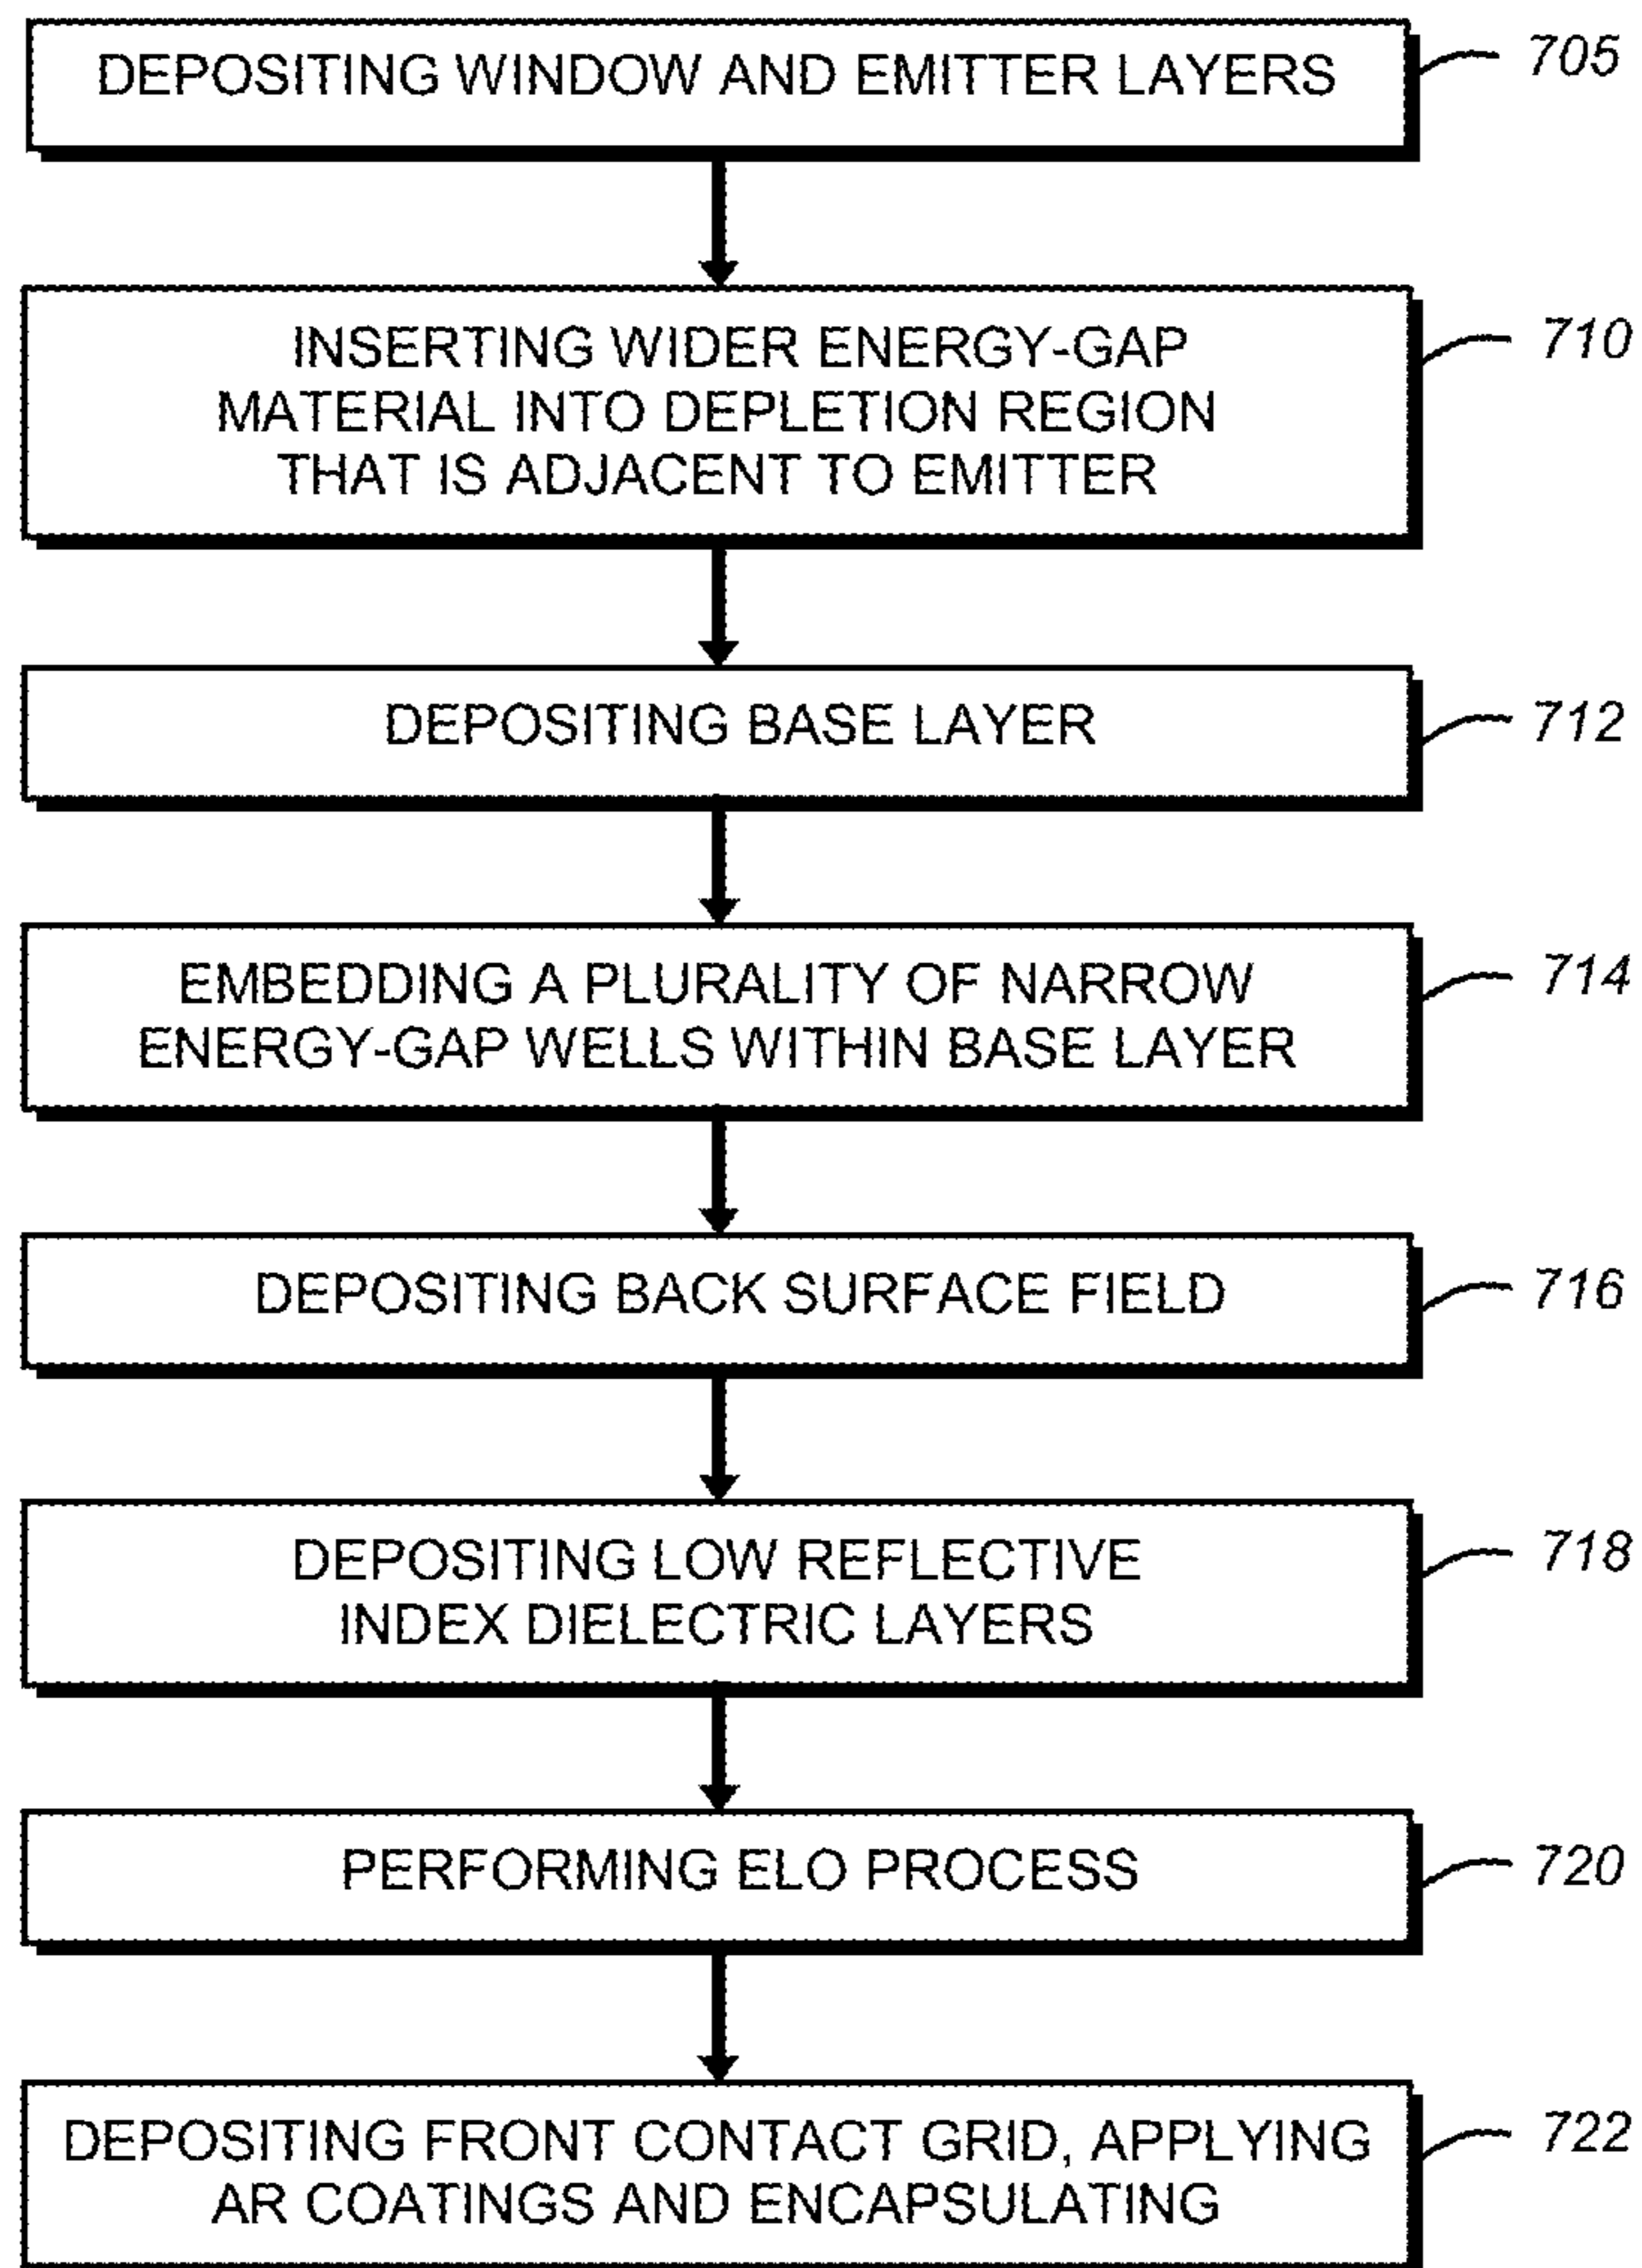 DEPOSITING WINDOW AND EMITTER LAYERS
705
INSERTING WIDER ENERGY-GAP
MATERIAL INTO DEPLETION REGION
THAT IS ADJACENT TO EMITTER
710
DEPOSITING BASE LAYER
712
EMBEDDING A PLURALITY OF NARROW
ENERGY-GAP WELLS WITHIN BASE LAYER
714
DEPOSITING BACK SURFACE FIELD
716
DEPOSITING LOW REFLECTIVE
INDEX DIELECTRIC LAYERS
718
PERFORMING ELO PROCESS
720
DEPOSITING FRONT CONTACT GRID, APPLYING
AR COATINGS AND ENCAPSULATING
722